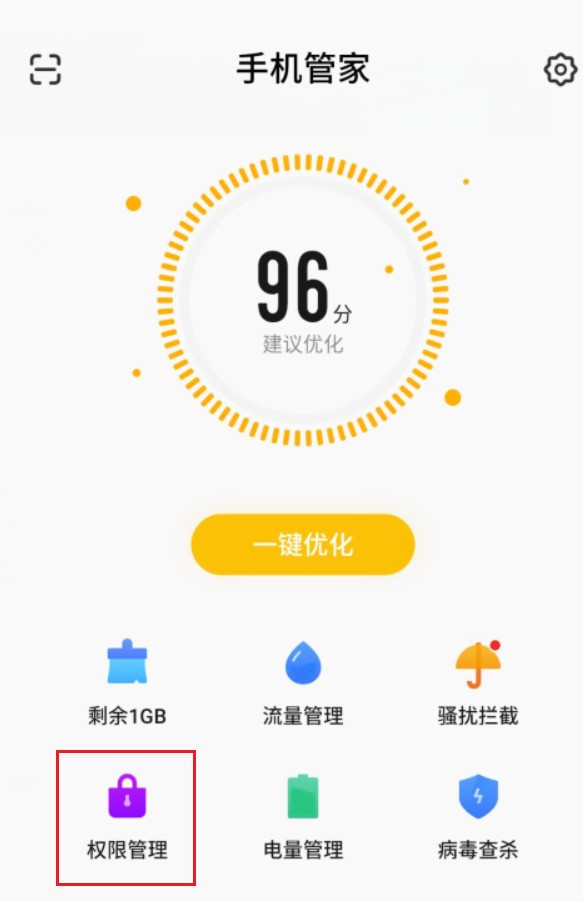 手机管家
96分
建议优化
一键优化
剩余1GB 流量管理 骚扰拦截
权限管理 电量管理 病毒查杀